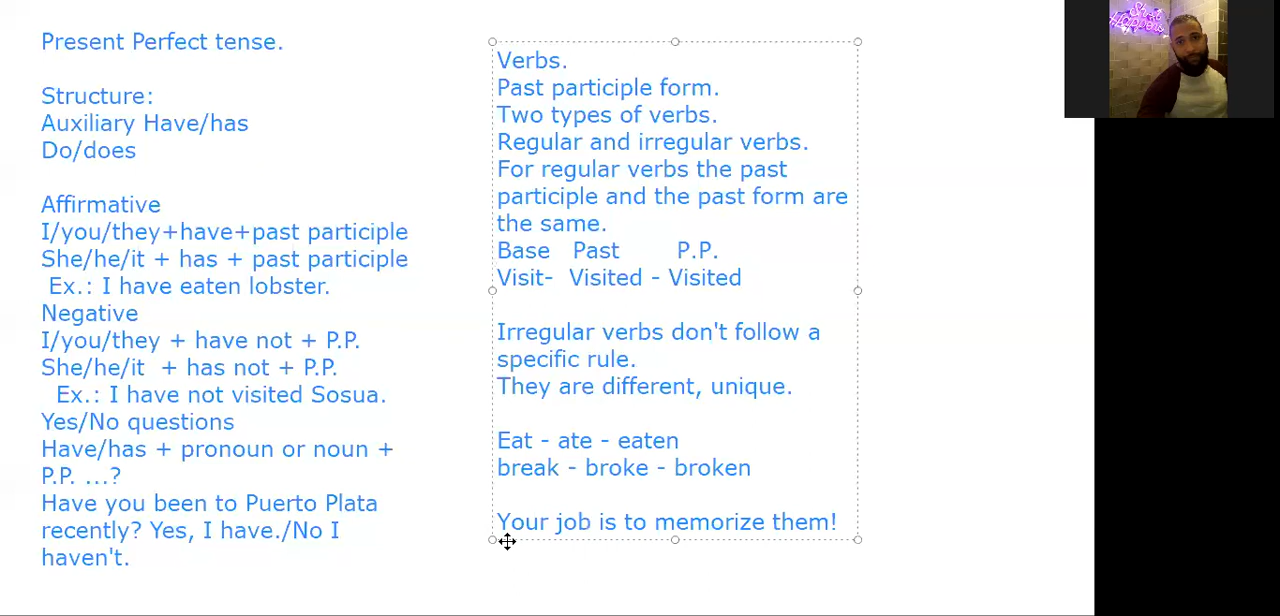 Present Perfect tense.
Structure:
Auxiliary Have/has
Do/does
Affirmative
I/you/they+have+past participle
She/he/it + has + past participle
Ex.: I have eaten lobster.
Negative
I/you/they + have not + P.P.
She/he/it + has not + P.P.
Ex.: I have not visited Sosua.
Yes/No questions
Have/has + pronoun or noun +
P.P. ...?
Have you been to Puerto Plata
recently? Yes, I have./No I
haven't.
Verbs.
Past participle form.
Two types of verbs.
Regular and irregular verbs.
For regular verbs the past
participle and the past form are
the same.
Base Past P.P.
Visit- Visited - Visited
Irregular verbs don't follow a
specific rule.
They are different, unique.
Eat - ate - eaten
break - broke - broken
Your job is to memorize them!